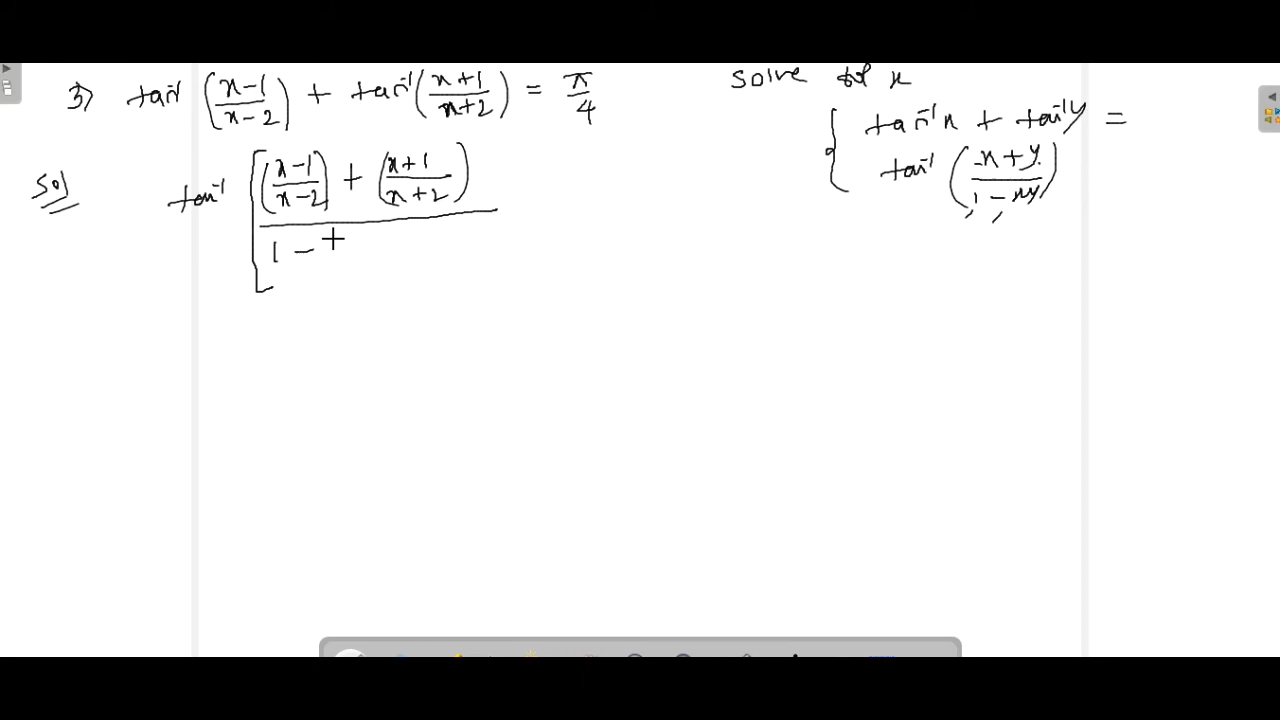 3) tan⁻¹ ((x-1)/(x-2)) + tan⁻¹ ((x+1)/(x+2)) = π/4
Sol tan⁻¹ [((x-1)/(x-2)) + ((x+1)/(x+2))
1 -
solve for x
{ tan⁻¹x + tan⁻¹y =
tan⁻¹ ((x+y)/(1-xy))